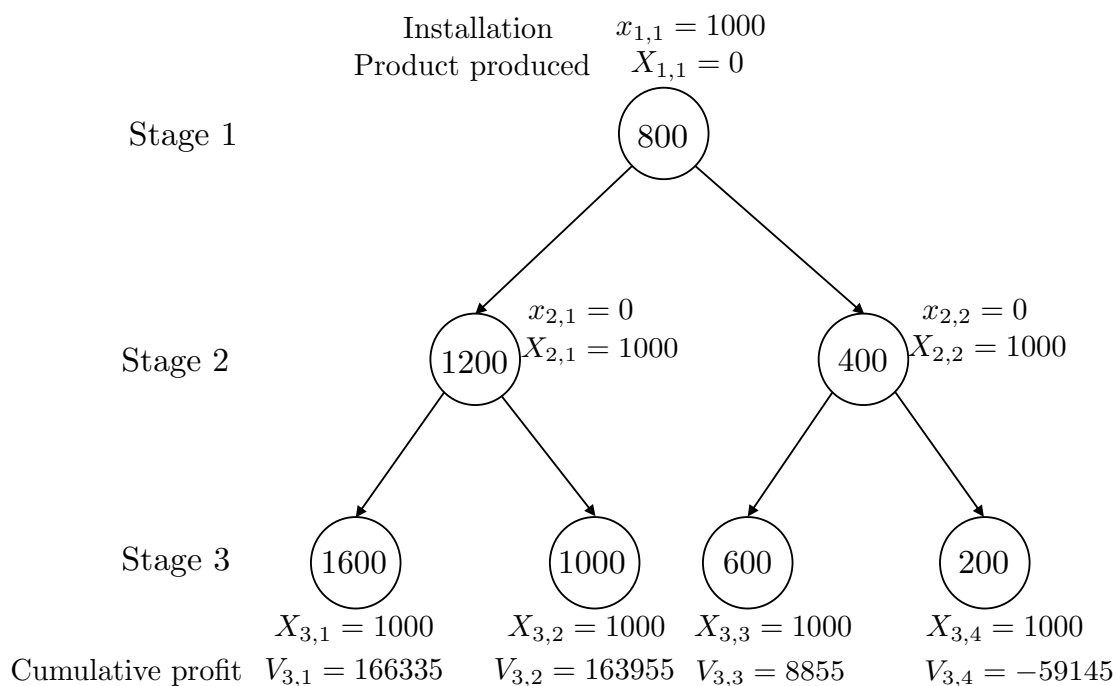 Installation $x_{1,1} = 1000$
Product produced $X_{1,1} = 0$
Stage 1
800
$x_{2,1} = 0$
$X_{2,1} = 1000$
$x_{2,2} = 0$
$X_{2,2} = 1000$
Stage 2
1200
400
Stage 3
1600
1000
600
200
$X_{3,1} = 1000$ $X_{3,2} = 1000$ $X_{3,3} = 1000$ $X_{3,4} = 1000$
Cumulative profit $V_{3,1} = 166335$ $V_{3,2} = 163955$ $V_{3,3} = 8855$ $V_{3,4} = -59145$